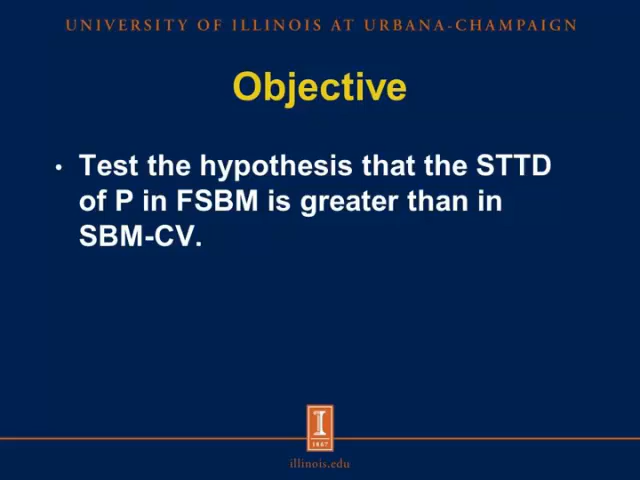 UNIVERSITY OF ILLINOIS AT URBANA-CHAMPAIGN
Objective
• Test the hypothesis that the STTD
of P in FSBM is greater than in
SBM-CV.
I
1867
illinois.edu